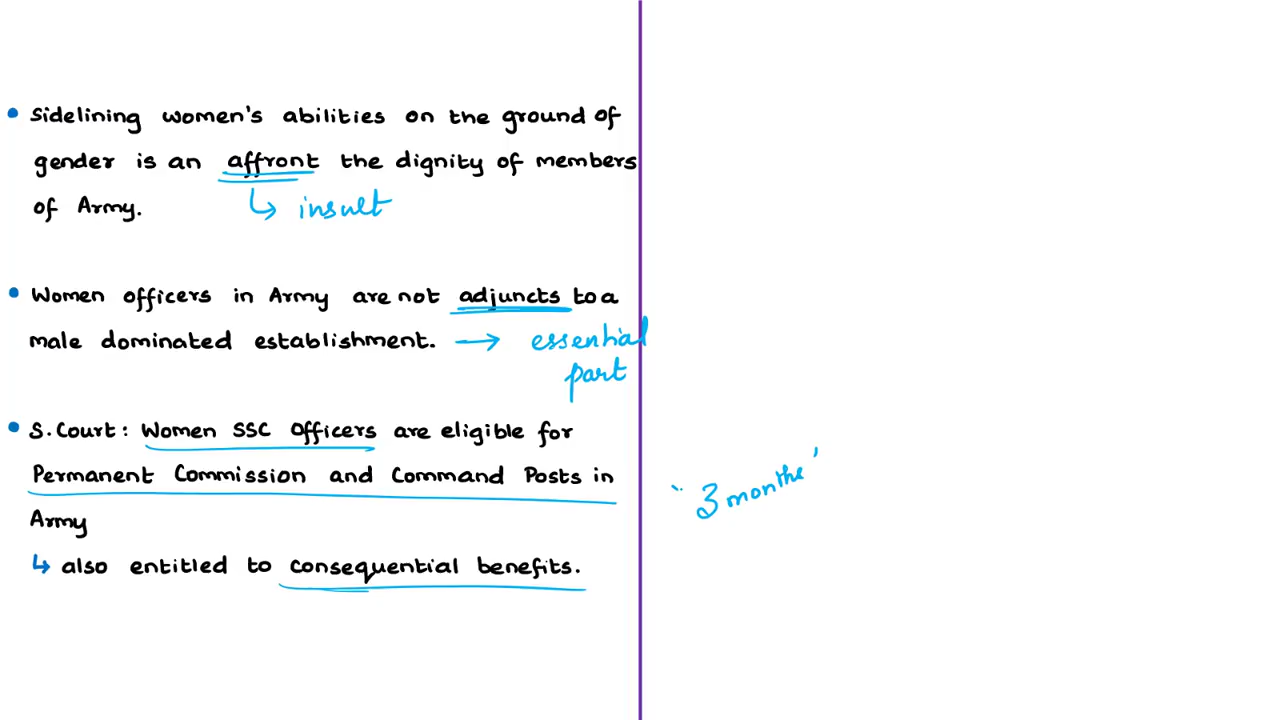 • Sidelining women's abilities on the ground of
gender is an affront the dignity of members
of Army.
↳ insult
• Women officers in Army are not adjuncts to a
male dominated establishment. → essential
part
• S. Court: Women SSC Officers are eligible for
Permanent Commission and Command Posts in
Army
↳ also entitled to consequential benefits.
"3 months'